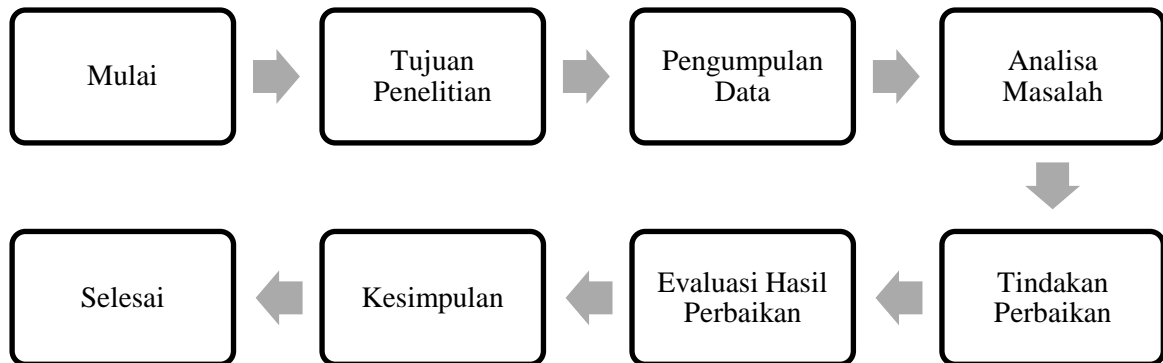 Mulai
Tujuan
Penelitian
Pengumpulan
Data
Analisa
Masalah
Tindakan
Perbaikan
Evaluasi Hasil
Perbaikan
Kesimpulan
Selesai